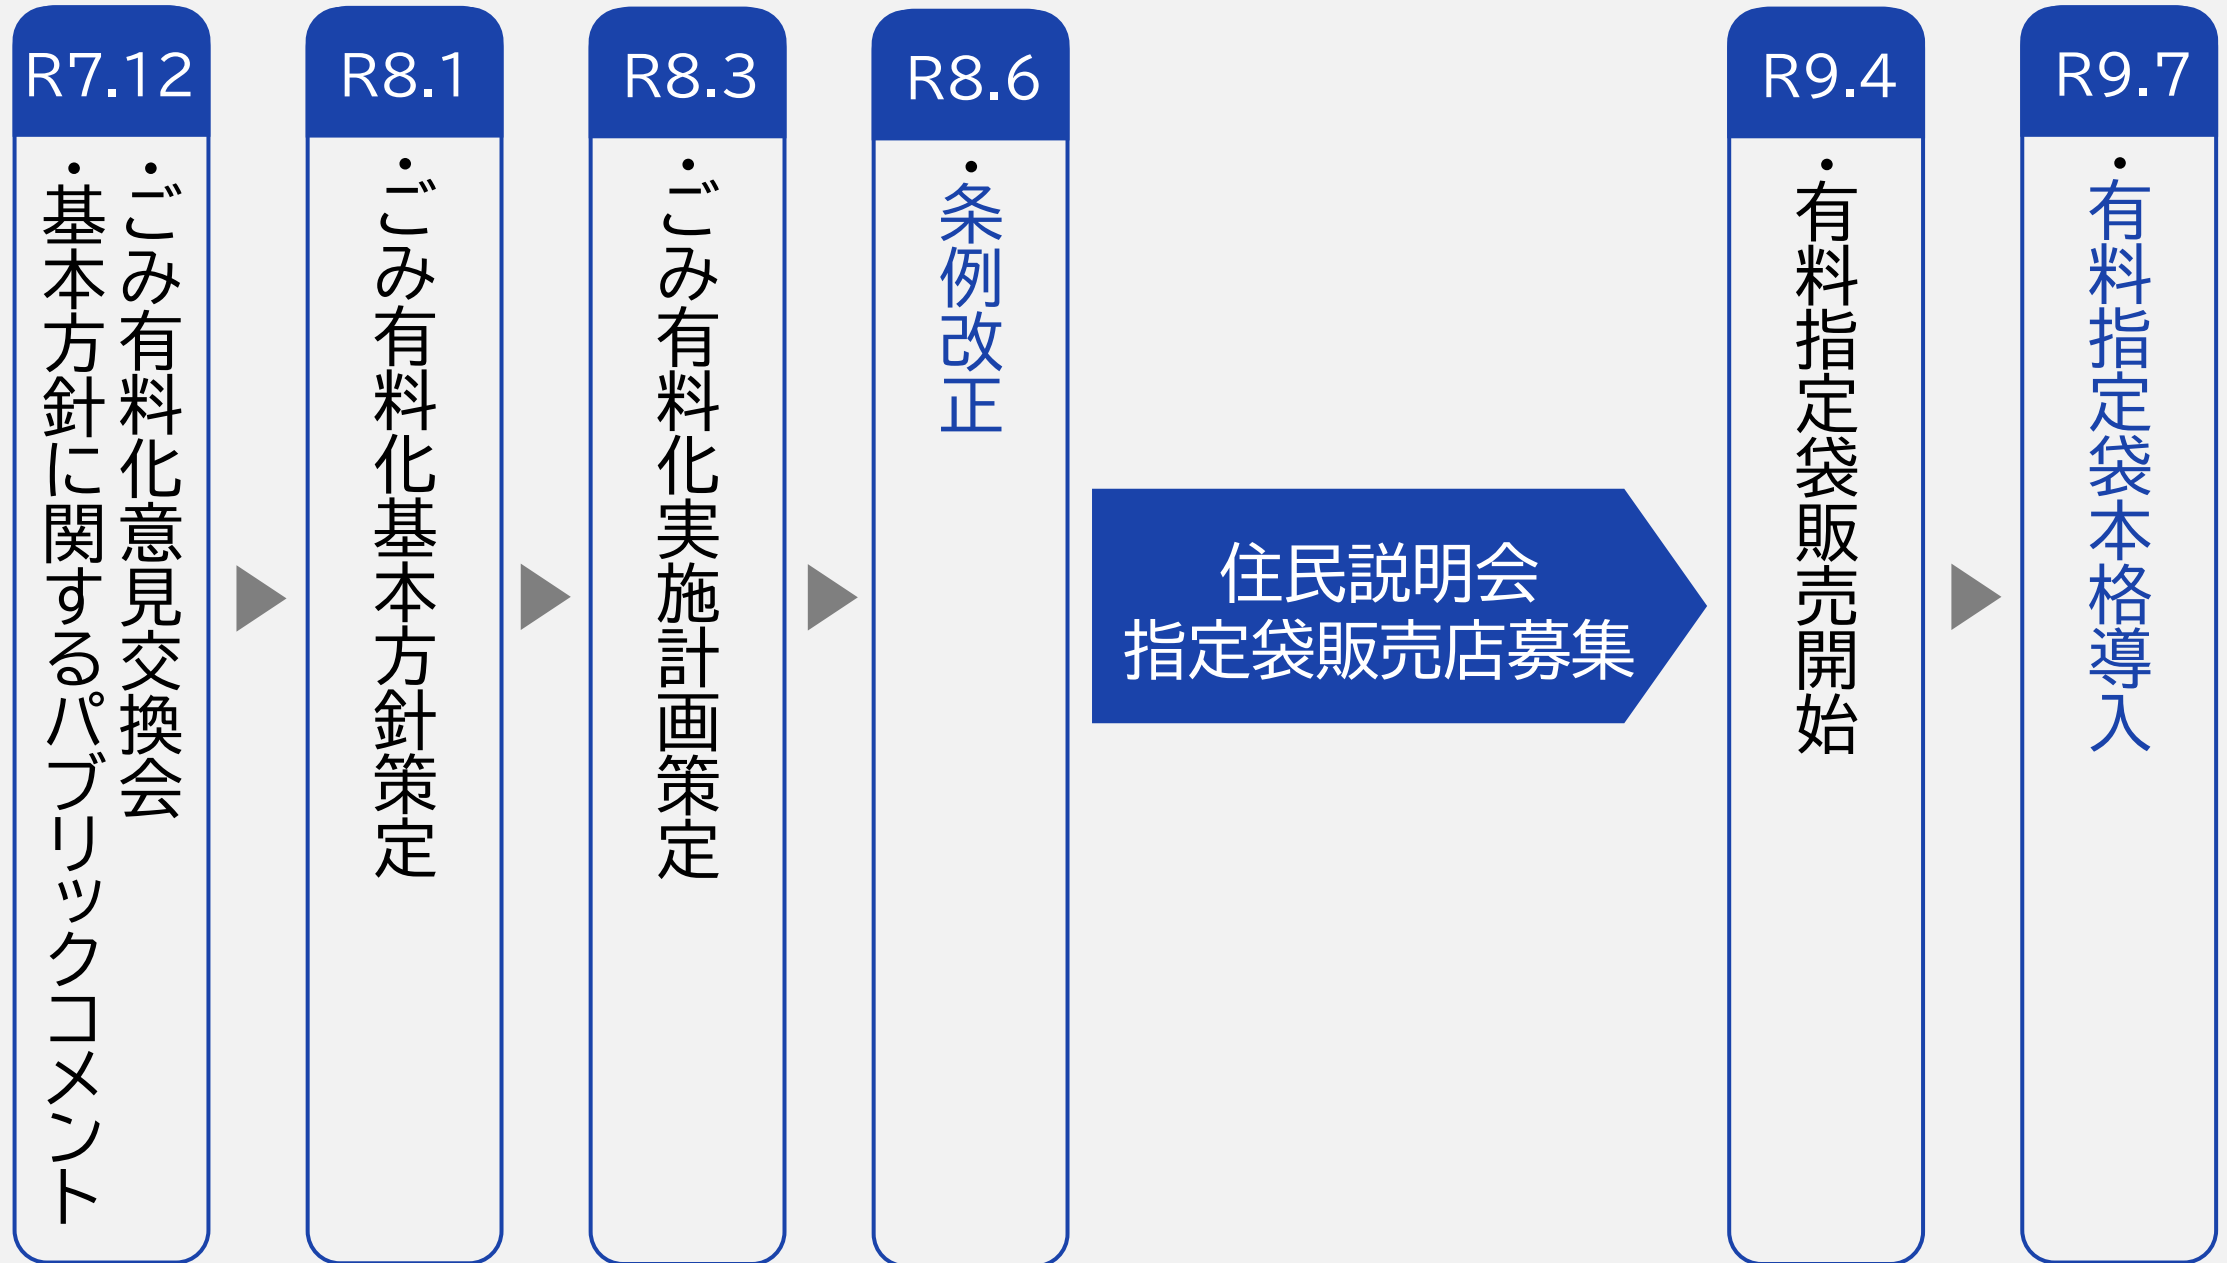 R7.12
・ごみ有料化意見交換会
・基本方針に関するパブリックコメント
R8.1
・ごみ有料化基本方針策定
R8.3
・ごみ有料化実施計画策定
R8.6
・条例改正
住民説明会
指定袋販売店募集
R9.4
・有料指定袋販売開始
R9.7
・有料指定袋本格導入